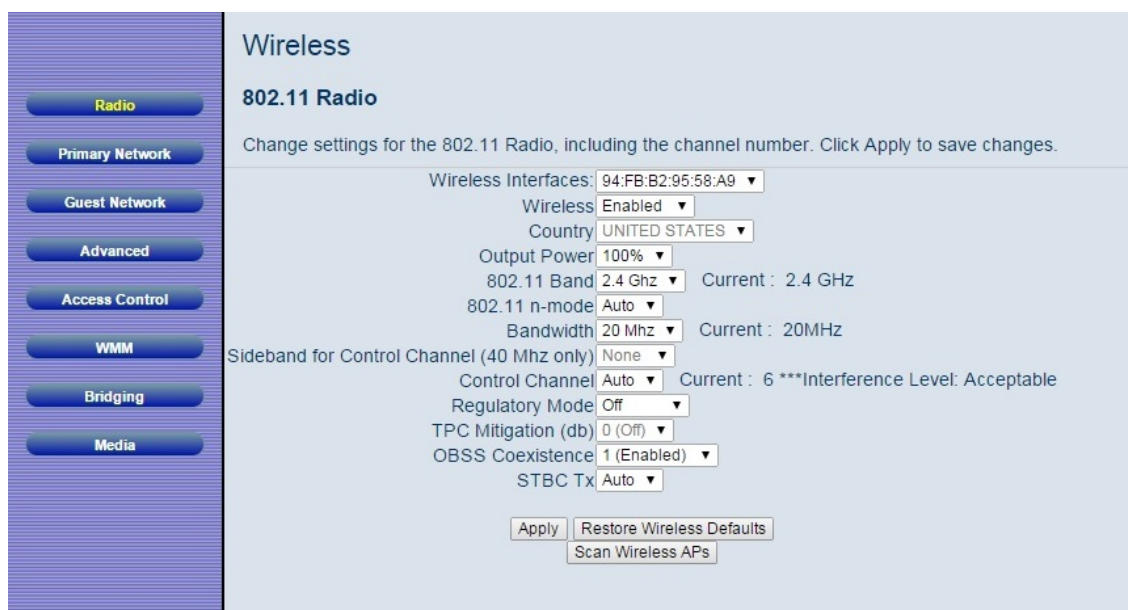 Wireless
802.11 Radio
Change settings for the 802.11 Radio, including the channel number. Click Apply to save changes.
Radio
Primary Network
Guest Network
Advanced
Access Control
WMM
Bridging
Media
Wireless Interfaces: 94:FB:B2:95:58:A9
Wireless Enabled
Country UNITED STATES
Output Power 100%
802.11 Band 2.4 Ghz Current : 2.4 GHz
802.11 n-mode Auto
Bandwidth 20 Mhz Current : 20MHz
Sideband for Control Channel (40 Mhz only) None
Control Channel Auto Current : 6 ***Interference Level: Acceptable
Regulatory Mode Off
TPC Mitigation (db) 0 (Off)
OBSS Coexistence 1 (Enabled)
STBC Tx Auto
Apply Restore Wireless Defaults
Scan Wireless APs